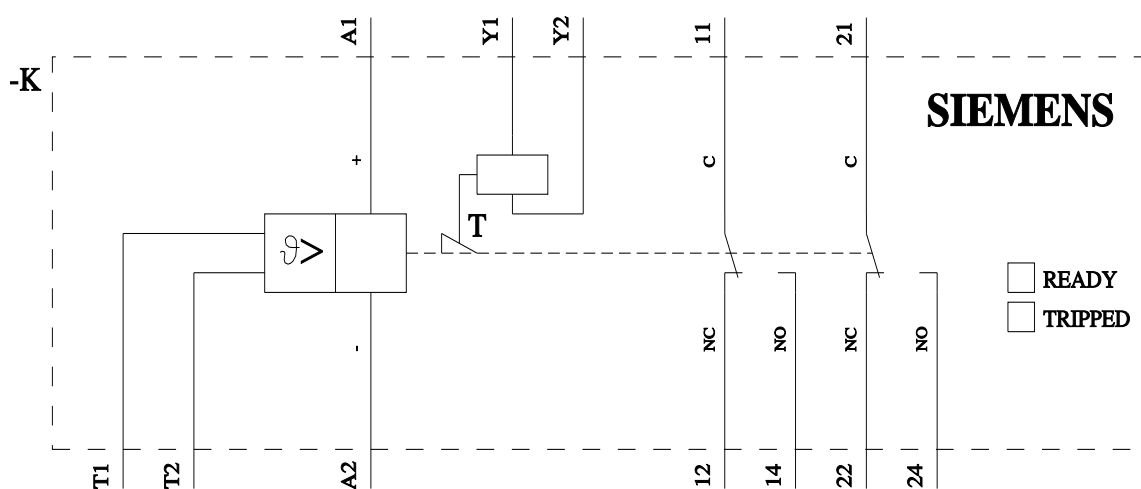 A1
Y1
Y2
11
21
-K
SIEMENS
+
C
C
T
ϑ>
READY
TRIPPED
-
NC
NO
NC
NO
T1
T2
A2
12
14
22
24